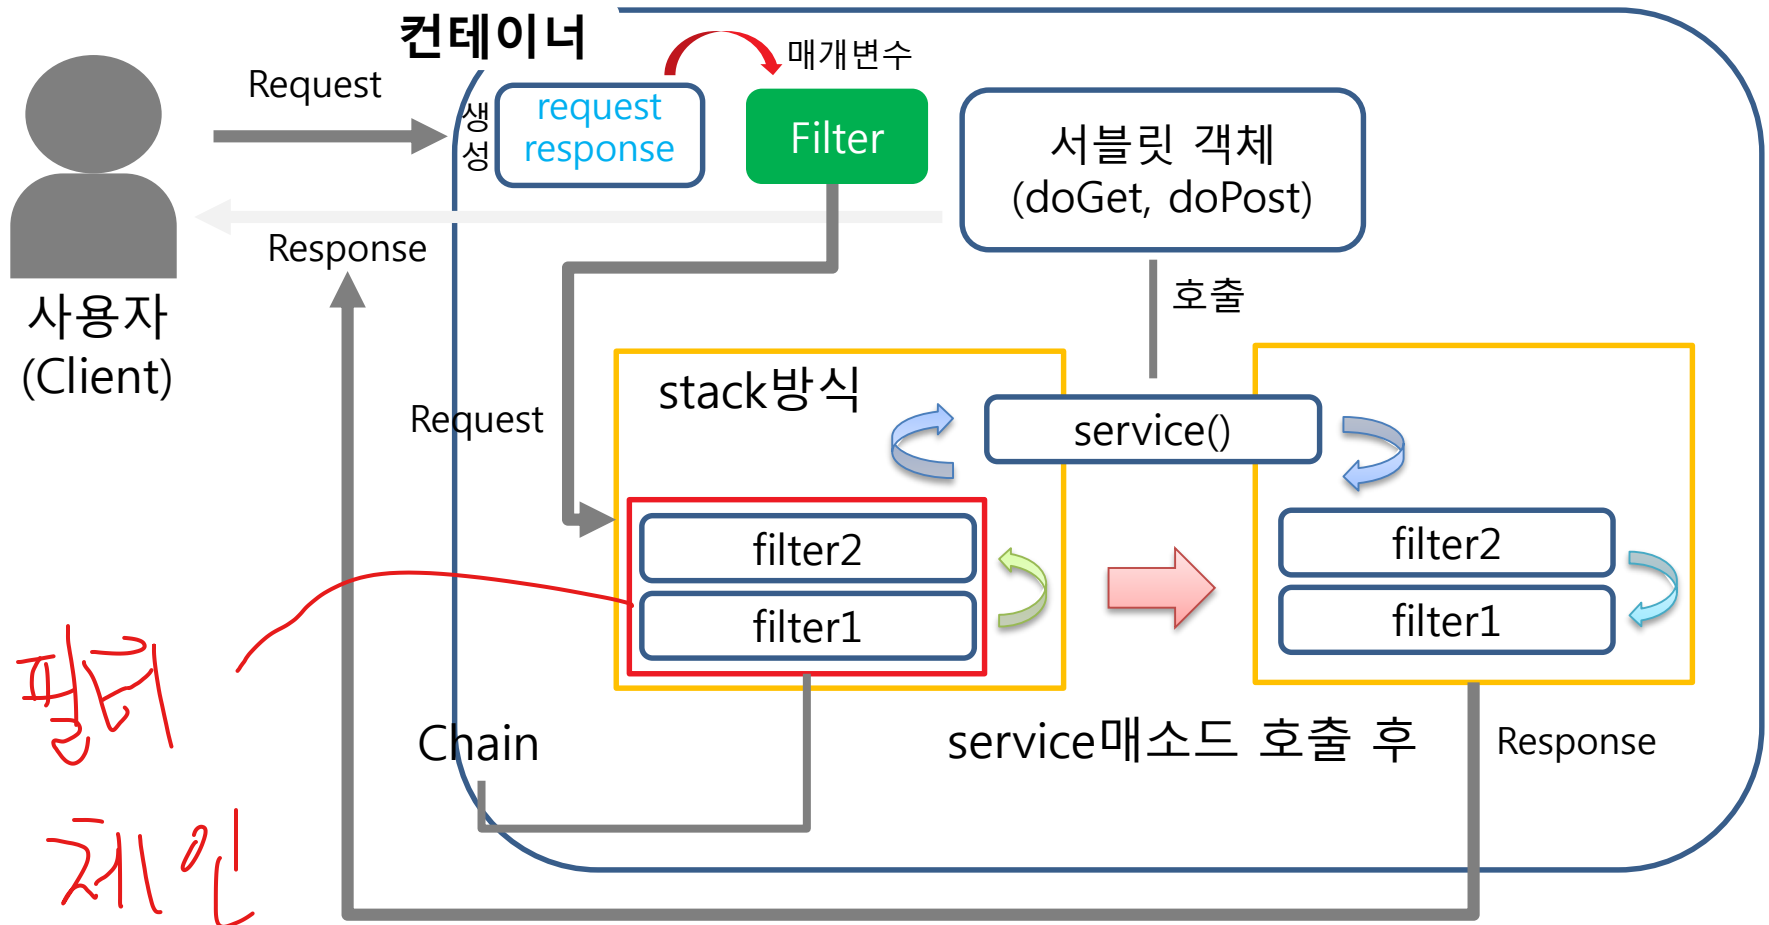 컨테이너
매개변수
Request
생성
request
response
Filter
서블릿 객체
(doGet, doPost)
Response
호출
사용자
(Client)
stack방식
Request
service()
filter2
filter1
filter2
filter1
필터
체인
Chain
service매소드 호출 후
Response